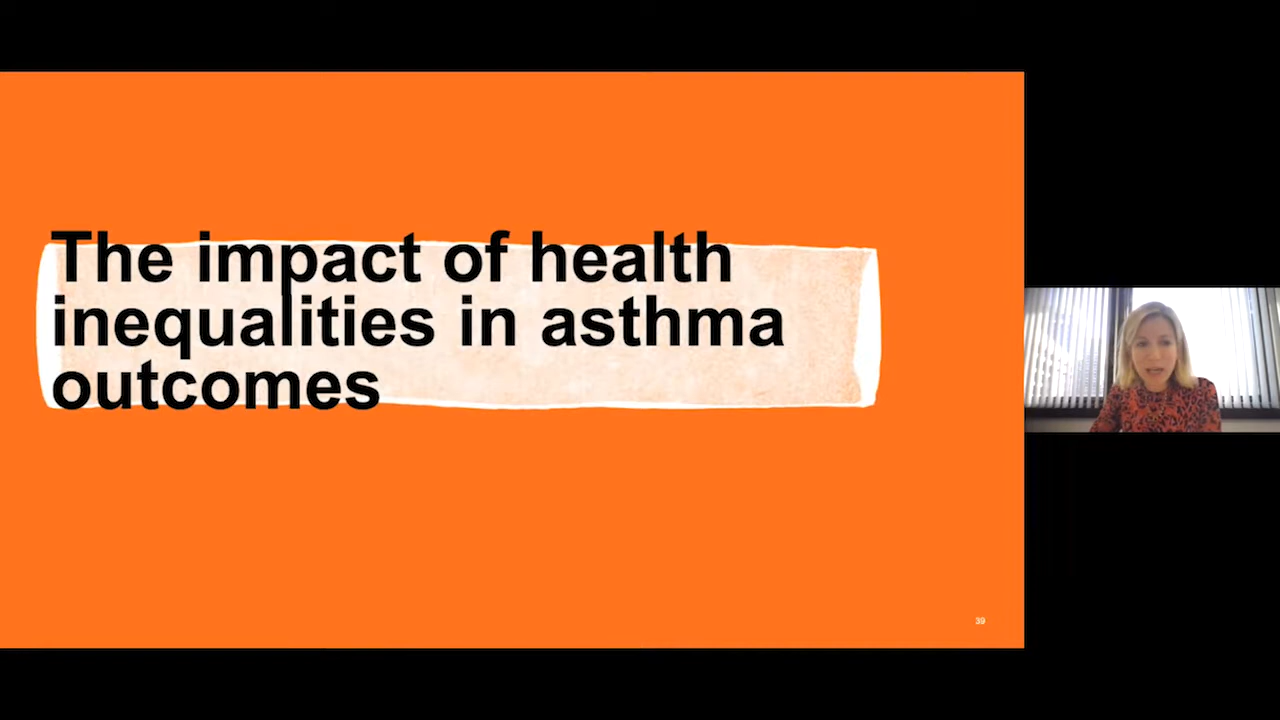 The impact of health
inequalities in asthma
outcomes
39